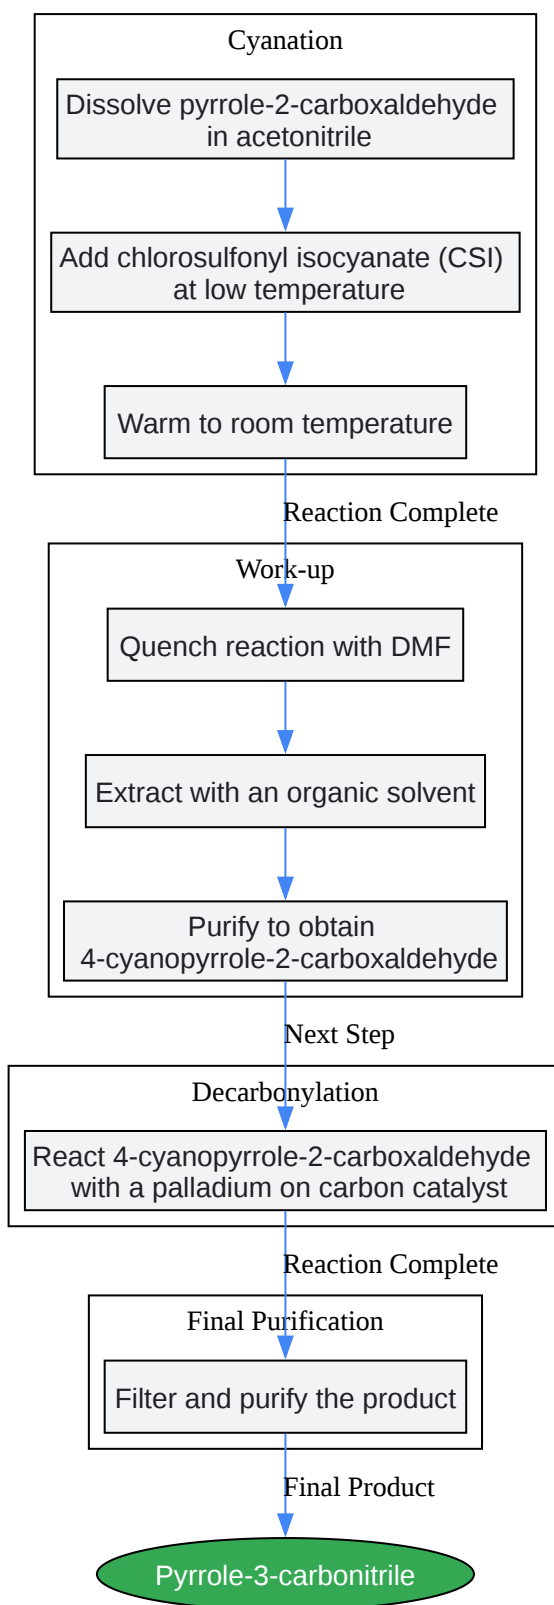 Cyanation
Dissolve pyrrole-2-carboxaldehyde
in acetonitrile
Add chlorosulfonyl isocyanate (CSI)
at low temperature
Warm to room temperature
Reaction Complete
Work-up
Quench reaction with DMF
Extract with an organic solvent
Purify to obtain
4-cyanopyrrole-2-carboxaldehyde
Next Step
Decarbonylation
React 4-cyanopyrrole-2-carboxaldehyde
with a palladium on carbon catalyst
Reaction Complete
Final Purification
Filter and purify the product
Final Product
Pyrrole-3-carbonitrile